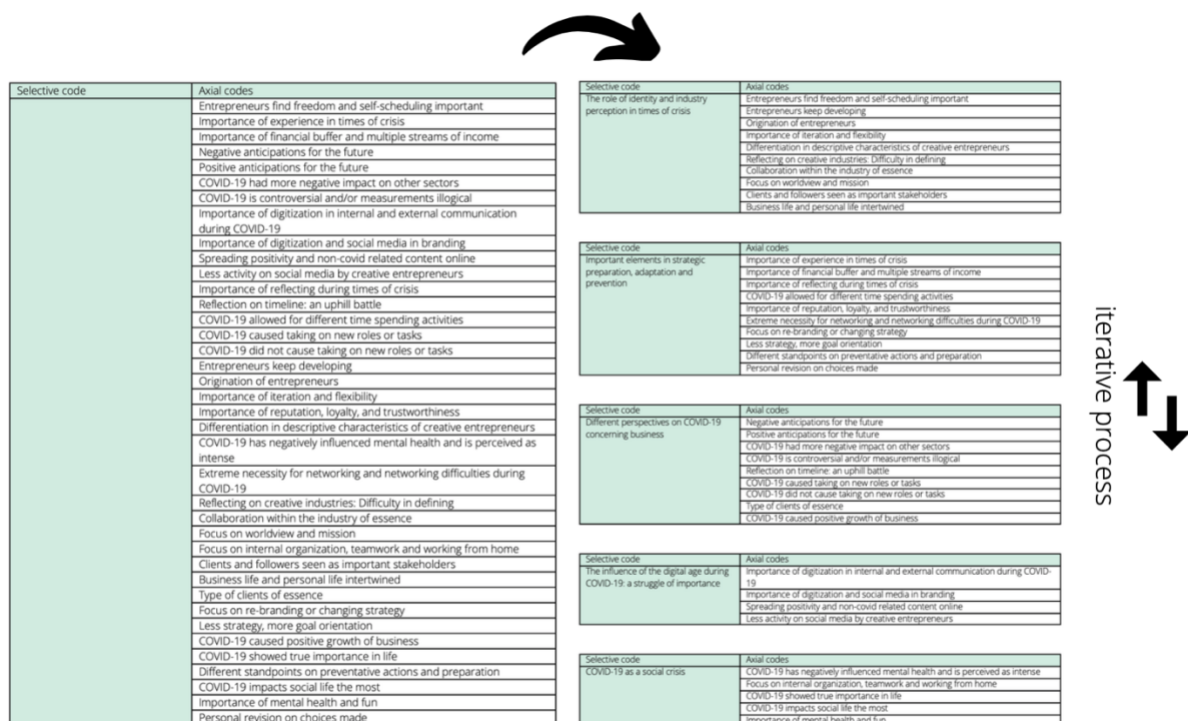 Selective code
Axial codes
Entrepreneurs find freedom and self-scheduling important
Importance of experience in times of crisis
Importance of financial buffer and multiple streams of income
Negative anticipations for the future
Positive anticipations for the future
COVID-19 had more negative impact on other sectors
COVID-19 is controversial and/or measurements illogical
Importance of digitization in internal and external communication
during COVID-19
Importance of digitization and social media in branding
Spreading positivity and non-covid related content online
Less activity on social media by creative entrepreneurs
Importance of reflecting during times of crisis
Reflection on timeline: an uphill battle
COVID-19 allowed for different time spending activities
COVID-19 caused taking on new roles or tasks
COVID-19 did not cause taking on new roles or tasks
Entrepreneurs keep developing
Origination of entrepreneurs
Importance of iteration and flexibility
Importance of reputation, loyalty, and trustworthiness
Differentiation in descriptive characteristics of creative entrepreneurs
COVID-19 has negatively influenced mental health and is perceived as
intense
Extreme necessity for networking and networking difficulties during
COVID-19
Reflecting on creative industries: Difficulty in defining
Collaboration within the industry of essence
Focus on worldview and mission
Focus on internal organization, teamwork and working from home
Clients and followers seen as important stakeholders
Business life and personal life intertwined
Type of clients of essence
Focus on re-branding or changing strategy
Less strategy, more goal orientation
COVID-19 caused positive growth of business
COVID-19 showed true importance in life
Different standpoints on preventative actions and preparation
COVID-19 impacts social life the most
Importance of mental health and fun
Personal revision on choices made
Selective code
Axial codes
The role of identity and industry
perception in times of crisis
Entrepreneurs find freedom and self-scheduling important
Entrepreneurs keep developing
Origination of entrepreneurs
Importance of iteration and flexibility
Differentiation in descriptive characteristics of creative entrepreneurs
Reflecting on creative industries: Difficulty in defining
Collaboration within the industry of essence
Focus on worldview and mission
Clients and followers seen as important stakeholders
Business life and personal life intertwined
Selective code
Axial codes
Important elements in strategic
preparation, adaptation and
prevention
Importance of experience in times of crisis
Importance of financial buffer and multiple streams of income
Importance of reflecting during times of crisis
COVID-19 allowed for different time spending activities
Importance of reputation, loyalty, and trustworthiness
Extreme necessity for networking and networking difficulties during COVID-19
Focus on re-branding or changing strategy
Less strategy, more goal orientation
Different standpoints on preventative actions and preparation
Personal revision on choices made
Selective code
Axial codes
Different perspectives on COVID-19
concerning business
Negative anticipations for the future
Positive anticipations for the future
COVID-19 had more negative impact on other sectors
COVID-19 is controversial and/or measurements illogical
Reflection on timeline: an uphill battle
COVID-19 caused taking on new roles or tasks
COVID-19 did not cause taking on new roles or tasks
Type of clients of essence
COVID-19 caused positive growth of business
Selective code
Axial codes
The influence of the digital age during
COVID-19: a struggle of importance
Importance of digitization in internal and external communication during COVID-
19
Importance of digitization and social media in branding
Spreading positivity and non-covid related content online
Less activity on social media by creative entrepreneurs
Selective code
Axial codes
COVID-19 as a social crisis
COVID-19 has negatively influenced mental health and is perceived as intense
Focus on internal organization, teamwork and working from home
COVID-19 showed true importance in life
COVID-19 impacts social life the most
Importance of mental health and fun
iterative process